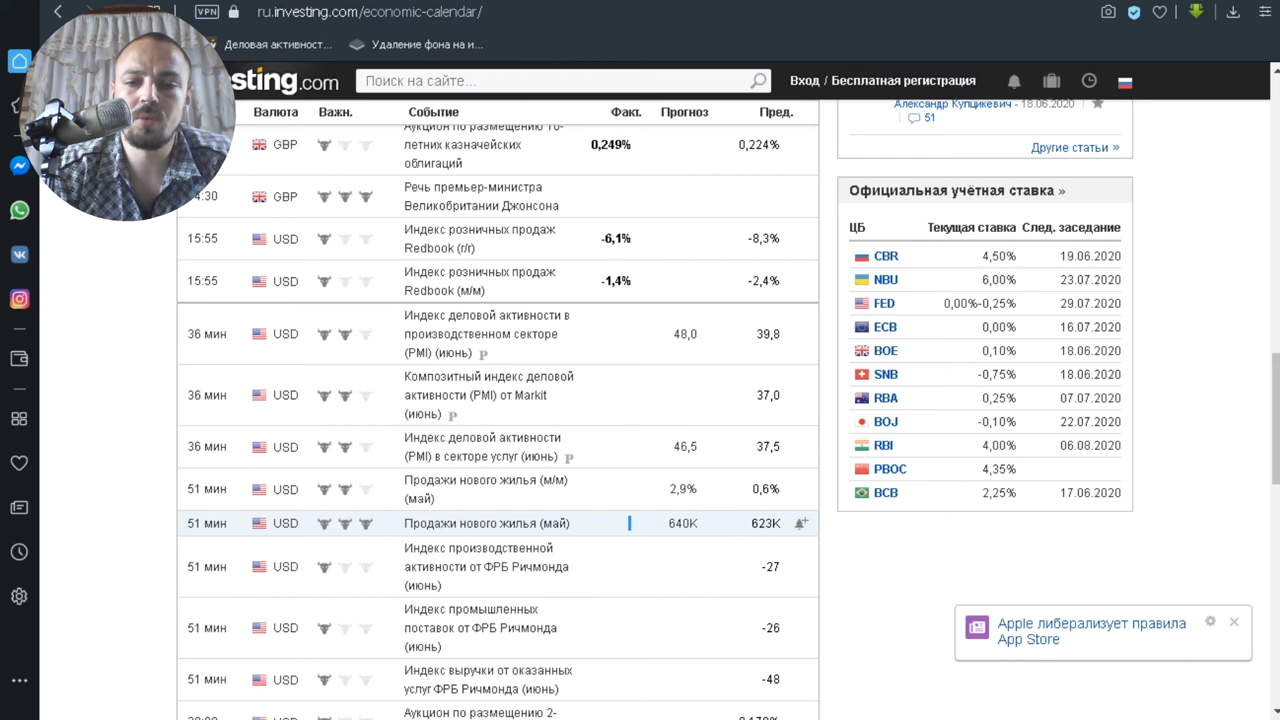 VPN
ru.investing.com/economic-calendar/
Деловая активност...
Удаление фона на и...
sting.com
Поиск на сайте...
Вход / Бесплатная регистрация
Валюта Важн. Событие Факт. Прогноз Пред.
Аукцион по размещению 10-
летних казначейских
облигаций
GBP 0,249% 0,224%
4:30 GBP Речь премьер-министра
Великобритании Джонсона
15:55 USD Индекс розничных продаж
Redbook (г/г)
-6,1% -8,3%
15:55 USD Индекс розничных продаж
Redbook (м/м)
-1,4% -2,4%
36 мин USD Индекс деловой активности в
производственном секторе
(PMI) (июнь) P
48,0 39,8
36 мин USD Композитный индекс деловой
активности (PMI) от Markit
(июнь) P
37,0
36 мин USD Индекс деловой активности
(PMI) в секторе услуг (июнь) P
46,5 37,5
51 мин USD Продажи нового жилья (м/м)
(май)
2,9% 0,6%
51 мин USD Продажи нового жилья (май) 640K 623K
51 мин USD Индекс производственной
активности от ФРБ Ричмонда
(июнь)
-27
51 мин USD Индекс промышленных
поставок от ФРБ Ричмонда
(июнь)
-26
51 мин USD Индекс выручки от оказанных
услуг ФРБ Ричмонда (июнь)
-48
Аукцион по размещению 2-
Александр Купцикевич - 18.06.2020
51
Другие статьи »
Официальная учётная ставка »
ЦБ Текущая ставка След. заседание
CBR 4,50% 19.06.2020
NBU 6,00% 23.07.2020
FED 0,00%-0,25% 29.07.2020
ECB 0,00% 16.07.2020
BOE 0,10% 18.06.2020
SNB -0,75% 18.06.2020
RBA 0,25% 07.07.2020
BOJ -0,10% 22.07.2020
RBI 4,00% 06.08.2020
PBOC 4,35%
BCB 2,25% 17.06.2020
Apple либерализует правила
App Store